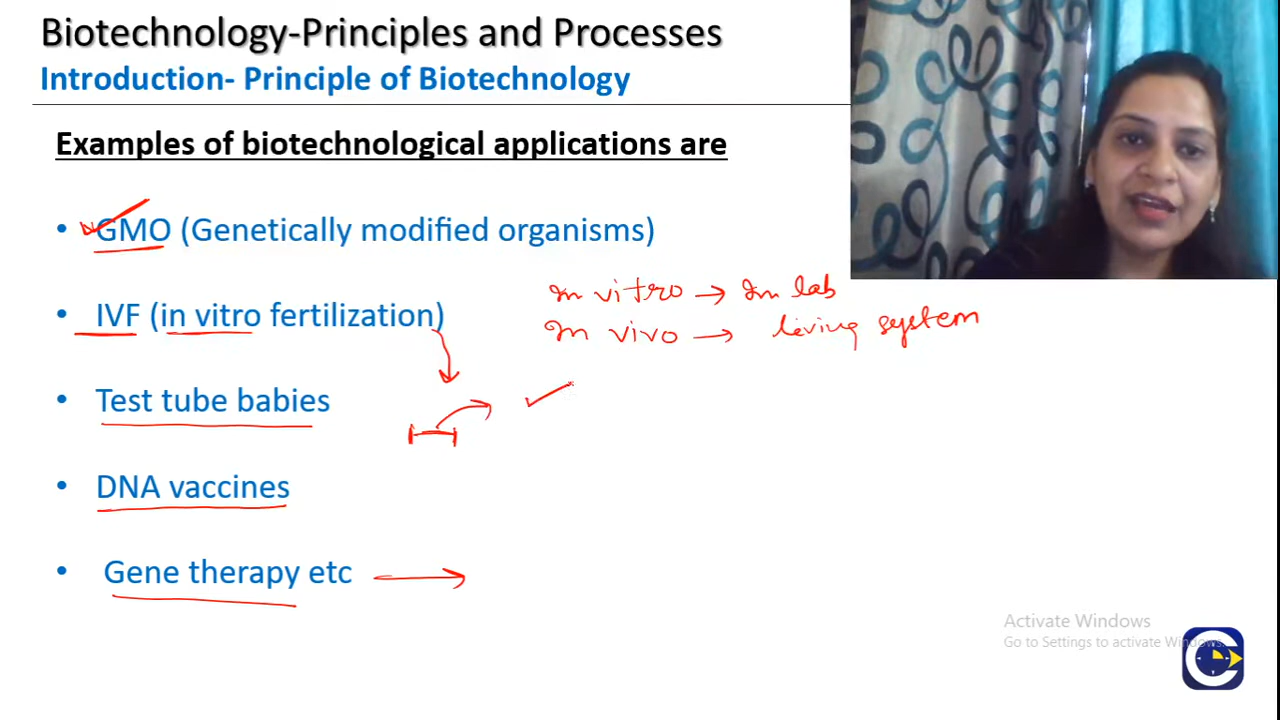 Biotechnology-Principles and Processes
Introduction- Principle of Biotechnology
Examples of biotechnological applications are
• GMO (Genetically modified organisms)
• IVF (in vitro fertilization)
In vitro → In lab
In vivo → living system
• Test tube babies
• DNA vaccines
• Gene therapy etc →
Activate Windows
Go to Settings to activate Windows.